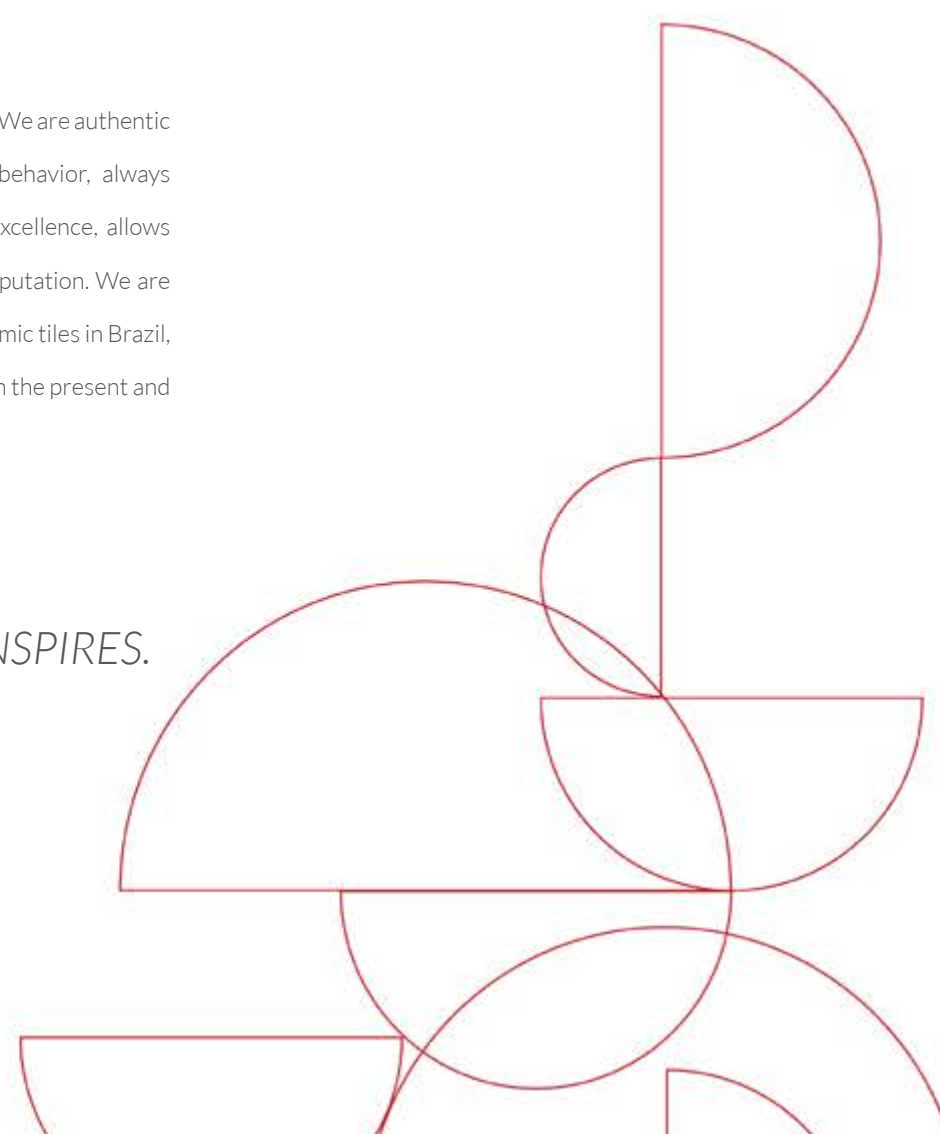 We are authentic
behavior, always
xcellence, allows
putation. We are
mic tiles in Brazil,
n the present and
NSPIRES.